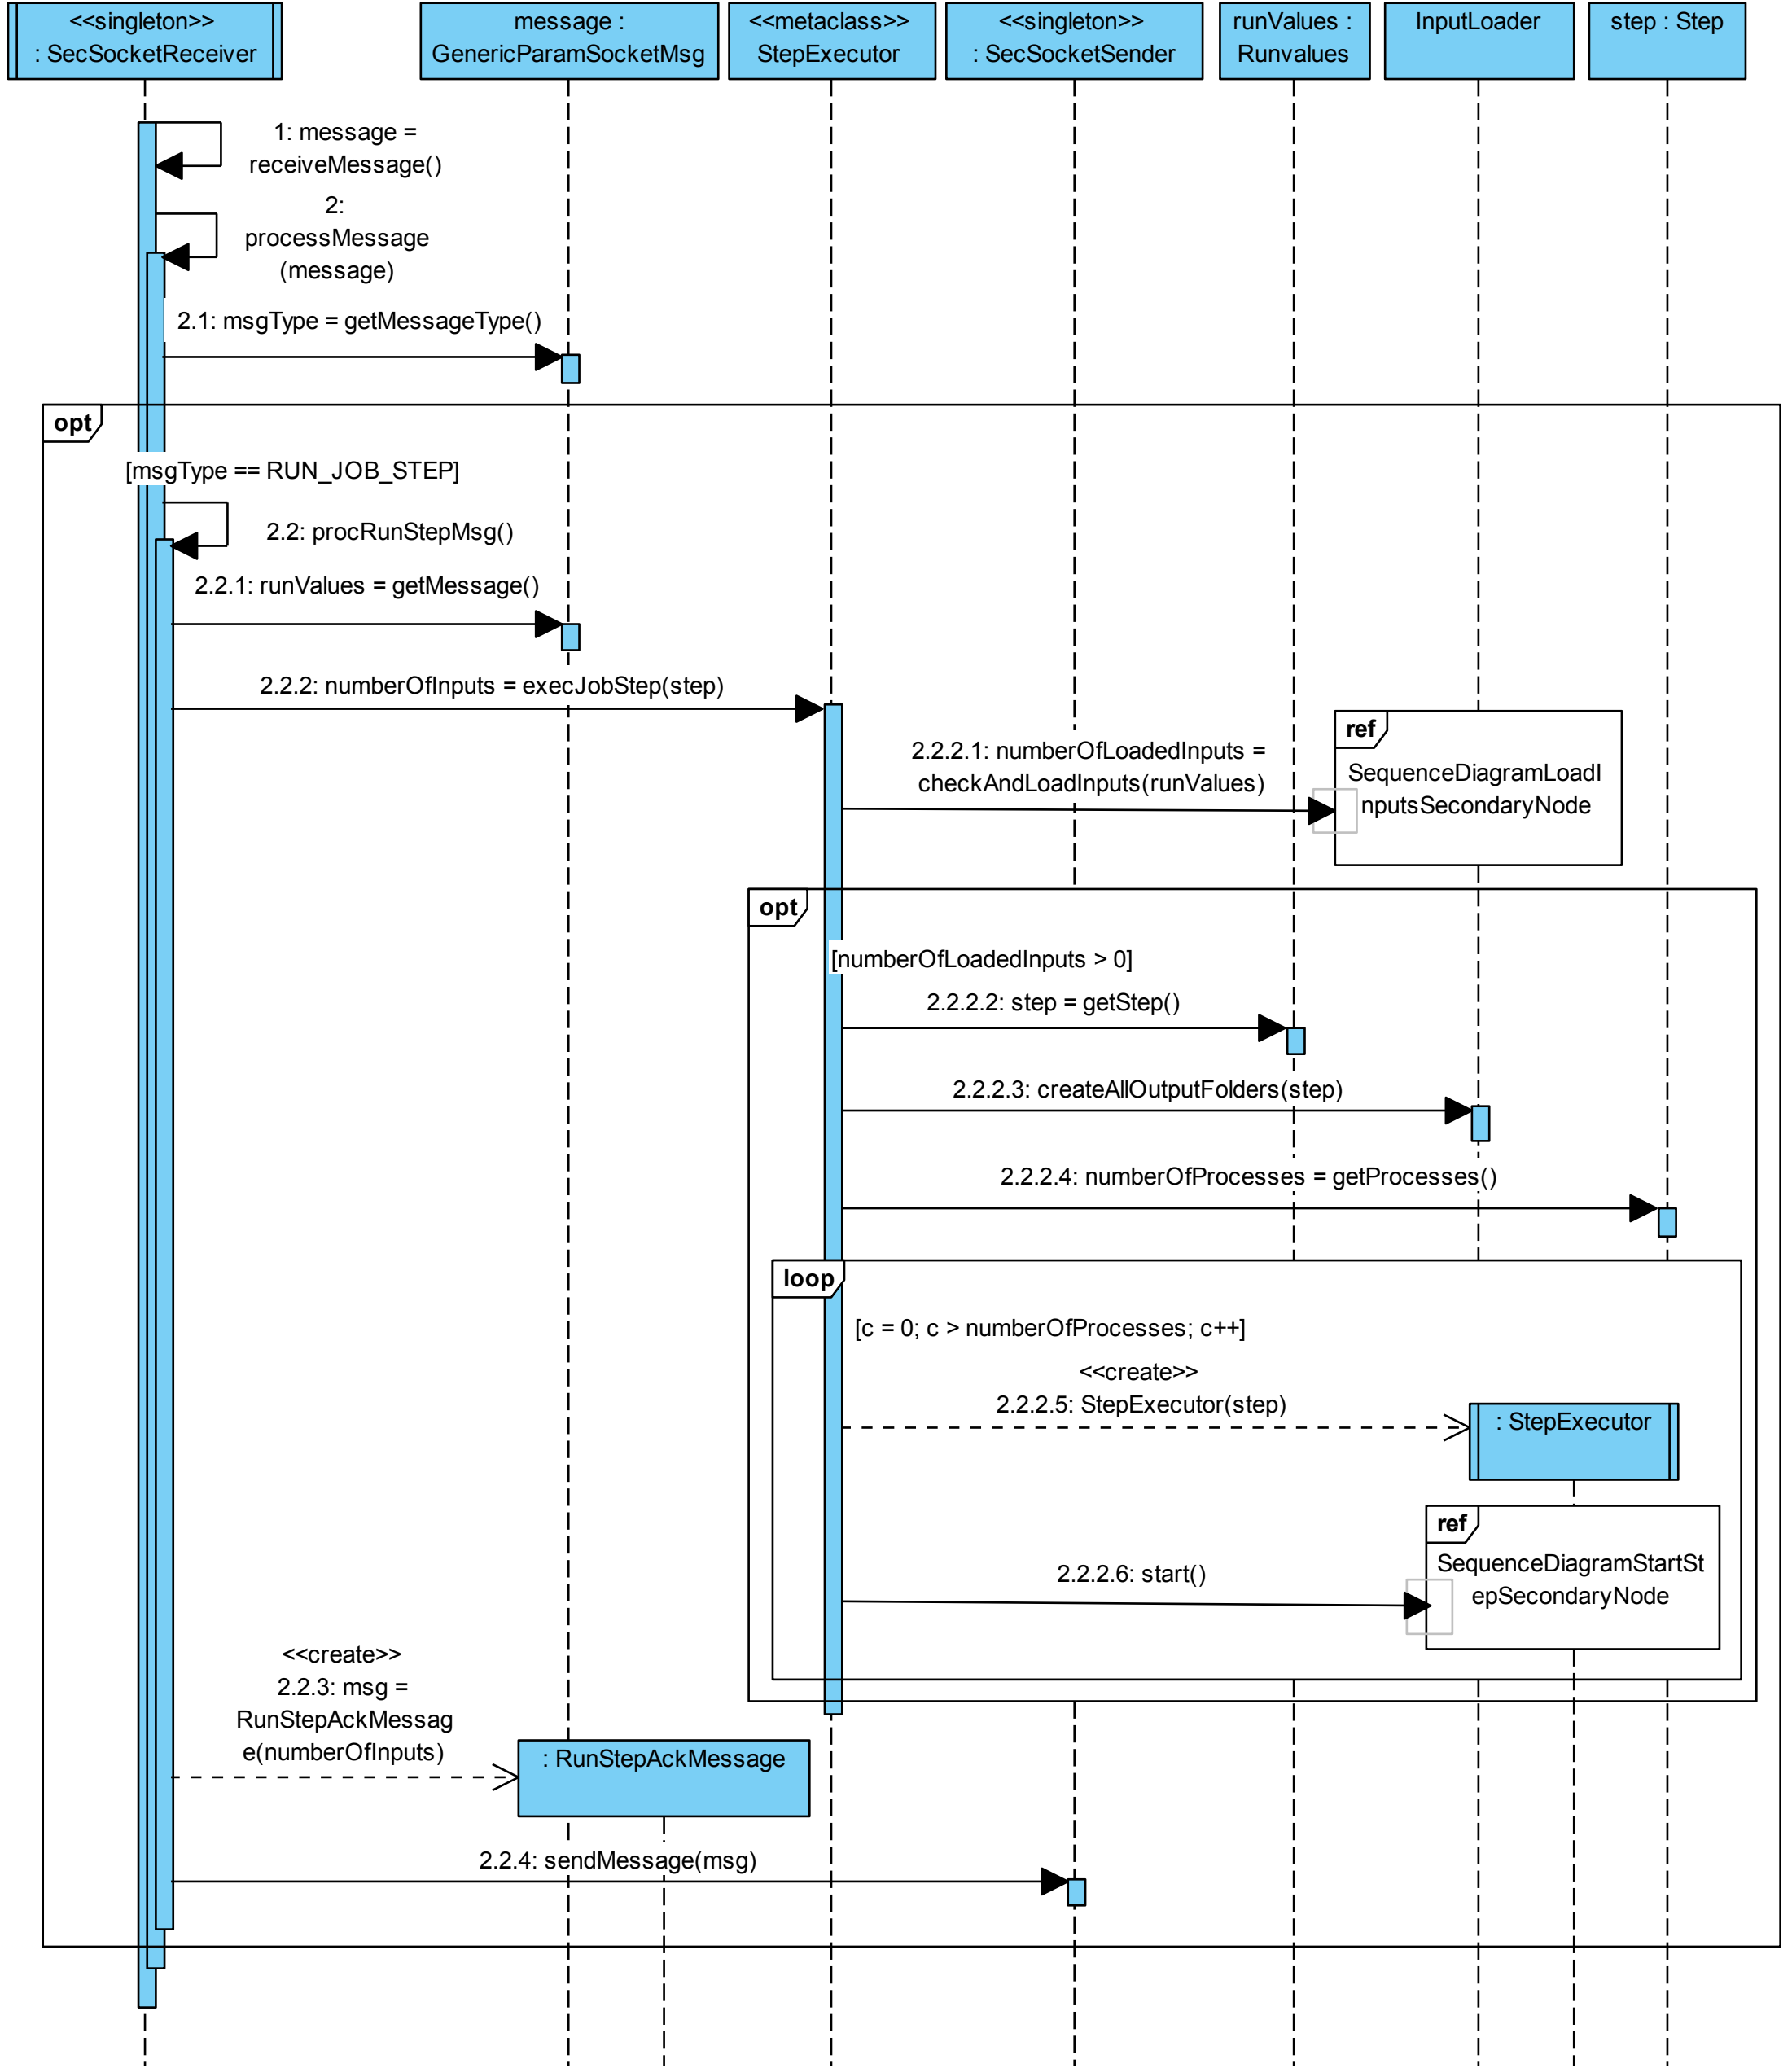 <<singleton>>
: SecSocketReceiver
message :
GenericParamSocketMsg
<<metaclass>>
StepExecutor
<<singleton>>
: SecSocketSender
runValues :
Runvalues
InputLoader
step : Step
1: message =
receiveMessage()
2:
processMessage
(message)
2.1: msgType = getMessageType()
opt
[msgType == RUN_JOB_STEP]
2.2: procRunStepMsg()
2.2.1: runValues = getMessage()
2.2.2: numberOfInputs = execJobStep(step)
ref
2.2.2.1: numberOfLoadedInputs =
checkAndLoadInputs(runValues)
SequenceDiagramLoadI
nputsSecondaryNode
opt
[numberOfLoadedInputs > 0]
2.2.2.2: step = getStep()
2.2.2.3: createAllOutputFolders(step)
2.2.2.4: numberOfProcesses = getProcesses()
loop
[c = 0; c > numberOfProcesses; c++]
<<create>>
2.2.2.5: StepExecutor(step)
: StepExecutor
ref
SequenceDiagramStartSt
epSecondaryNode
2.2.2.6: start()
<<create>>
2.2.3: msg =
RunStepAckMessag
e(numberOfInputs)
: RunStepAckMessage
2.2.4: sendMessage(msg)